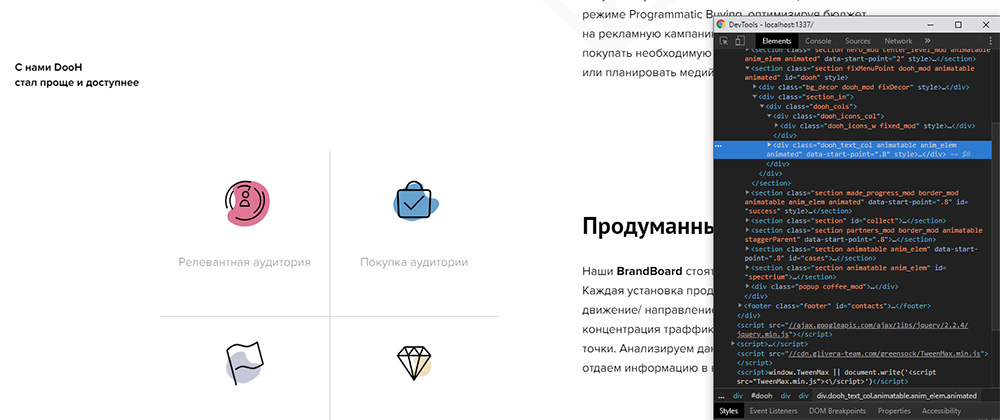 режиме Programmatic Buying, оптимизируя бюджет
на рекламную кампани
покупать необходимую
или планировать медий
С нами DooH
стал проще и доступнее
Релевантная аудитория
Покупка аудитории
Продуманны
Наши BrandBoard стоят
Каждая установка прод
движение/ направлени
концентрация траффик
точки. Анализируем дан
отдаем информацию в
DevTools - localhost:1337/
Elements Console Sources Network »
<section class="section hero_mod center_level_mod animatable
anim_elem animated" data-start-point="2" style>…</section>
<section class="section fixMenuPoint dooh_mod animatable
animated" id="dooh" style>
<div class="bg_decor dooh_mod fixDecor" style>…</div>
<div class="section_in">
<div class="dooh_cols">
<div class="dooh_icons_col">
<div class="dooh_icons_w fixed_mod" style>…</div>
</div>
<div class="dooh_text_col animatable anim_elem
animated" data-start-point=".8" style>…</div> == $0
</div>
</div>
</section>
<section class="section made_progress_mod border_mod
animatable anim_elem animated" data-start-point=".8" id=
"success" style>…</section>
<section class="section" id="collect">…</section>
<section class="section partners_mod border_mod animatable
staggerParent" data-start-point=".8">…</section>
<section class="section animatable anim_elem" data-start-
point=".8" id="cases">…</section>
<section class="section animatable anim_elem" id=
"spectrium">…</section>
<div class="popup coffee_mod">…</div>
</div>
<footer class="footer" id="contacts">…</footer>
</div>
<script src="//ajax.googleapis.com/ajax/libs/jquery/2.2.4/
jquery.min.js"></script>
<script>…</script>
<script src="//cdn.glivera-team.com/greensock/TweenMax.min.js">
</script>
<script>window.TweenMax || document.write('<script
src="TweenMax.min.js"><\/script>')</script>
... div #dooh div div div.dooh_text_col.animatable.anim_elem.animated
Styles Event Listeners DOM Breakpoints Properties Accessibility